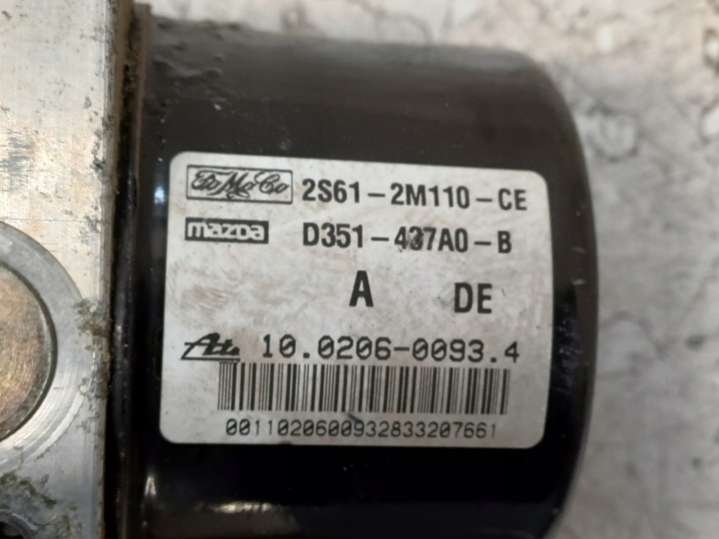 FoMoCo 2S61-2M110-CE
mazda D351-437A0-B
A DE
Ate 10.0206-0093.4
0011020600932833207661